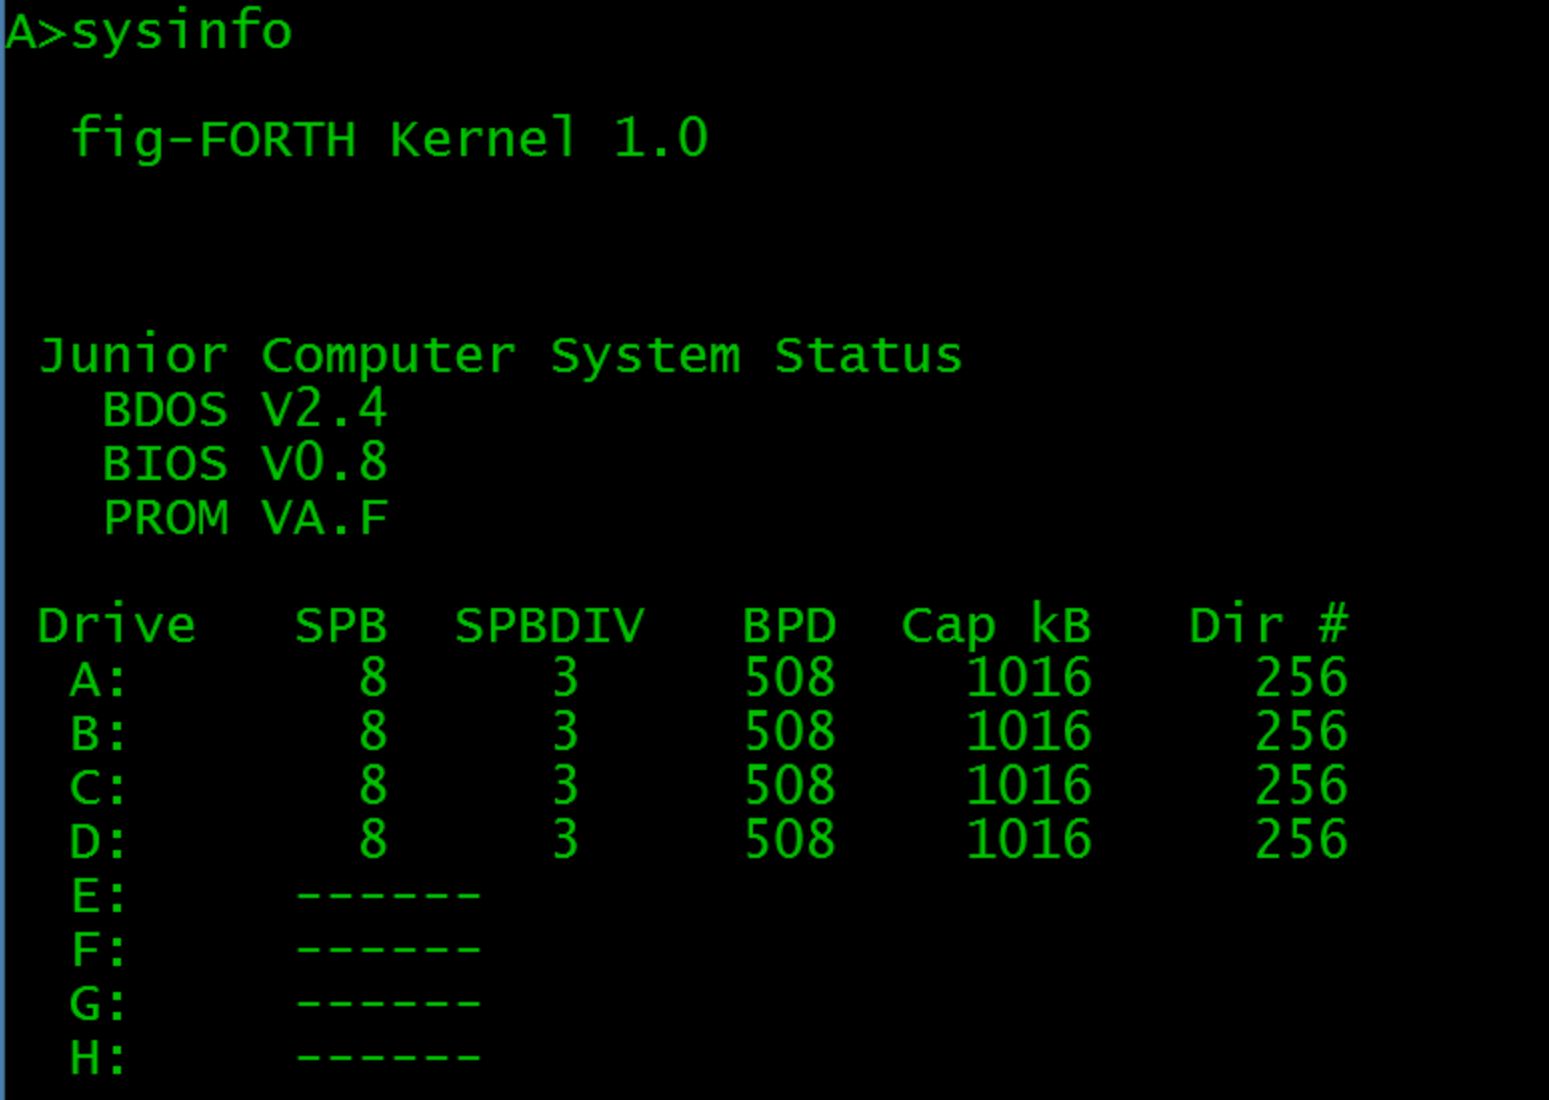 A>sysinfo
fig-FORTH Kernel 1.0
Junior Computer System Status
BDOS V2.4
BIOS V0.8
PROM VA.F
Drive SPB SPBDIV BPD Cap kB Dir #
A: 8 3 508 1016 256
B: 8 3 508 1016 256
C: 8 3 508 1016 256
D: 8 3 508 1016 256
E: ------
F: ------
G: ------
H: ------